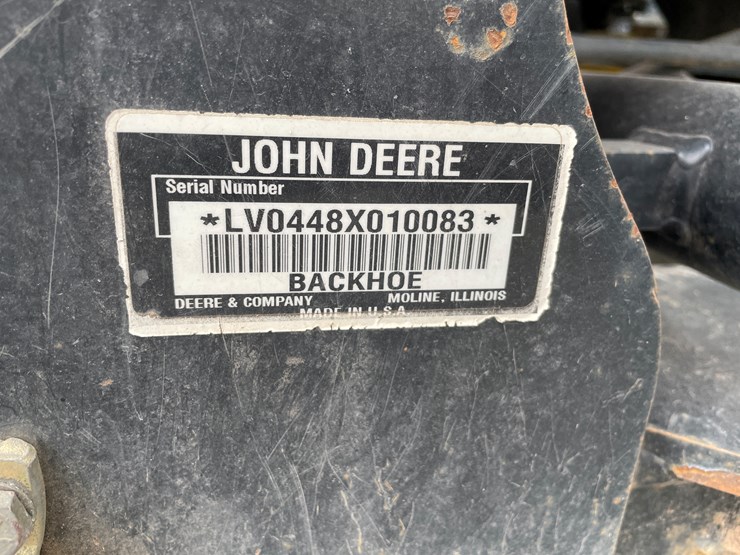 JOHN DEERE
Serial Number
*LV0448X010083*
BACKHOE
DEERE & COMPANY MOLINE, ILLINOIS
MADE IN U.S.A.